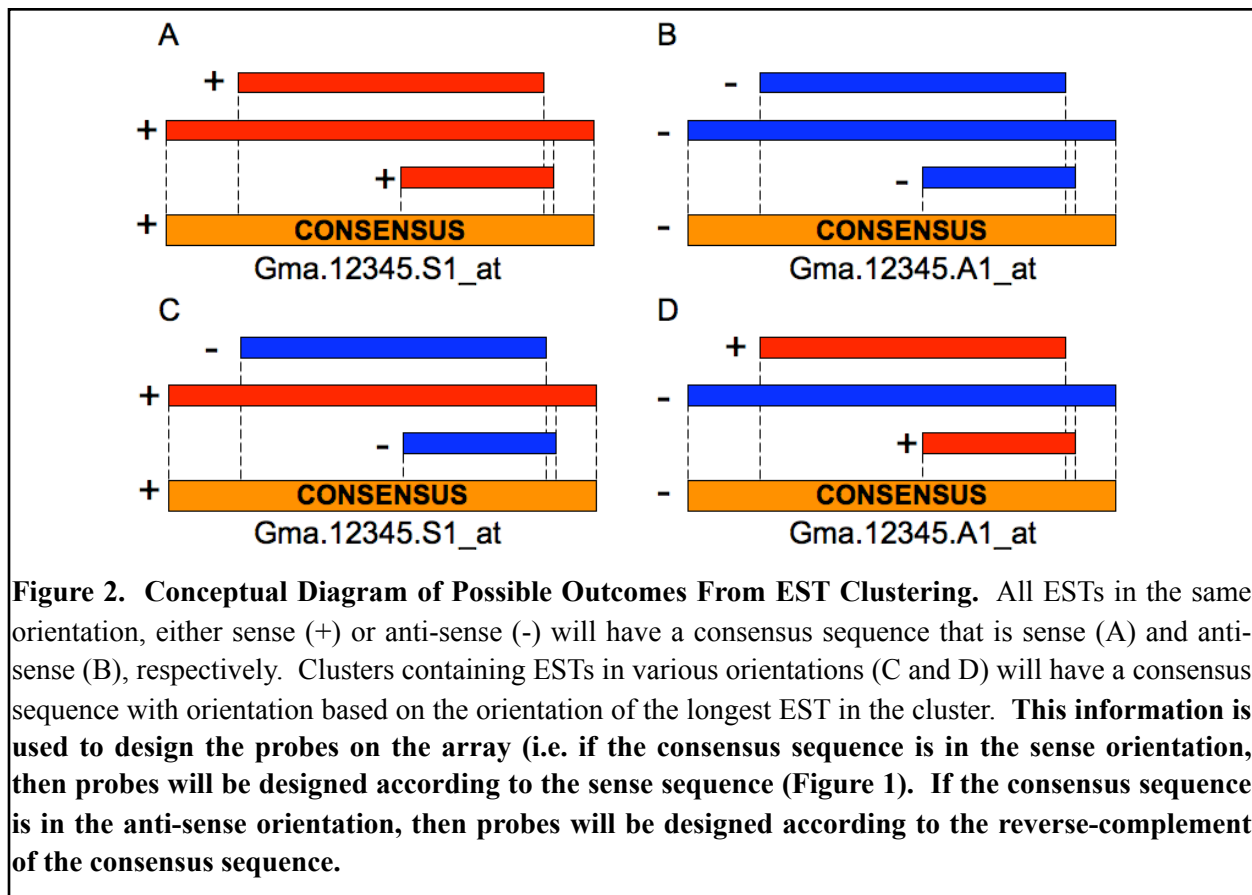 A
B
+
-
+
-
+
-
+ CONSENSUS
- CONSENSUS
Gma.12345.S1_at
Gma.12345.A1_at
C
D
-
+
+
-
-
+
+ CONSENSUS
- CONSENSUS
Gma.12345.S1_at
Gma.12345.A1_at
Figure 2. Conceptual Diagram of Possible Outcomes From EST Clustering. All ESTs in the same
orientation, either sense (+) or anti-sense (-) will have a consensus sequence that is sense (A) and anti-
sense (B), respectively. Clusters containing ESTs in various orientations (C and D) will have a consensus
sequence with orientation based on the orientation of the longest EST in the cluster. This information is
used to design the probes on the array (i.e. if the consensus sequence is in the sense orientation,
then probes will be designed according to the sense sequence (Figure 1). If the consensus sequence
is in the anti-sense orientation, then probes will be designed according to the reverse-complement
of the consensus sequence.